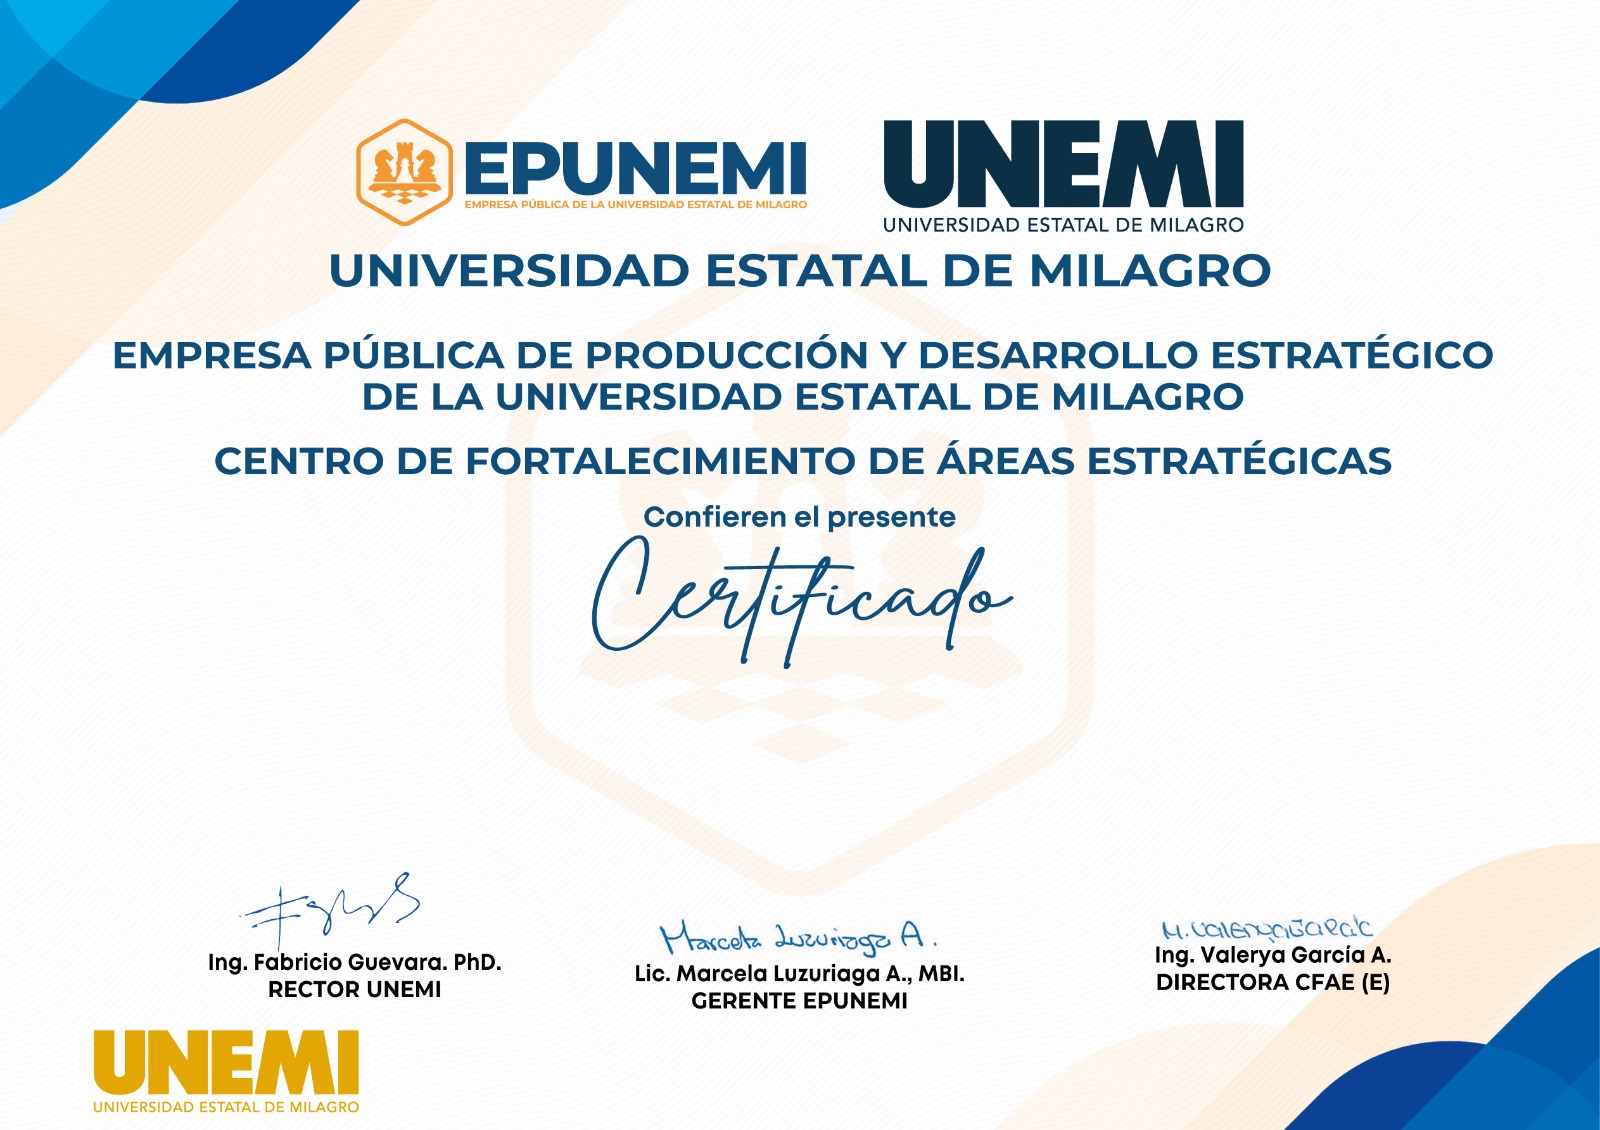 EPUNEMI
EMPRESA PÚBLICA DE LA UNIVERSIDAD ESTATAL DE MILAGRO
UNEMI
UNIVERSIDAD ESTATAL DE MILAGRO
UNIVERSIDAD ESTATAL DE MILAGRO
EMPRESA PÚBLICA DE PRODUCCIÓN Y DESARROLLO ESTRATÉGICO
DE LA UNIVERSIDAD ESTATAL DE MILAGRO
CENTRO DE FORTALECIMIENTO DE ÁREAS ESTRATÉGICAS
Confieren el presente
Certificado
Ing. Fabricio Guevara. PhD.
RECTOR UNEMI
Marcela Luzuriaga A.
Lic. Marcela Luzuriaga A., MBI.
GERENTE EPUNEMI
Ing. Valerya García A.
DIRECTORA CFAE (E)
UNEMI
UNIVERSIDAD ESTATAL DE MILAGRO